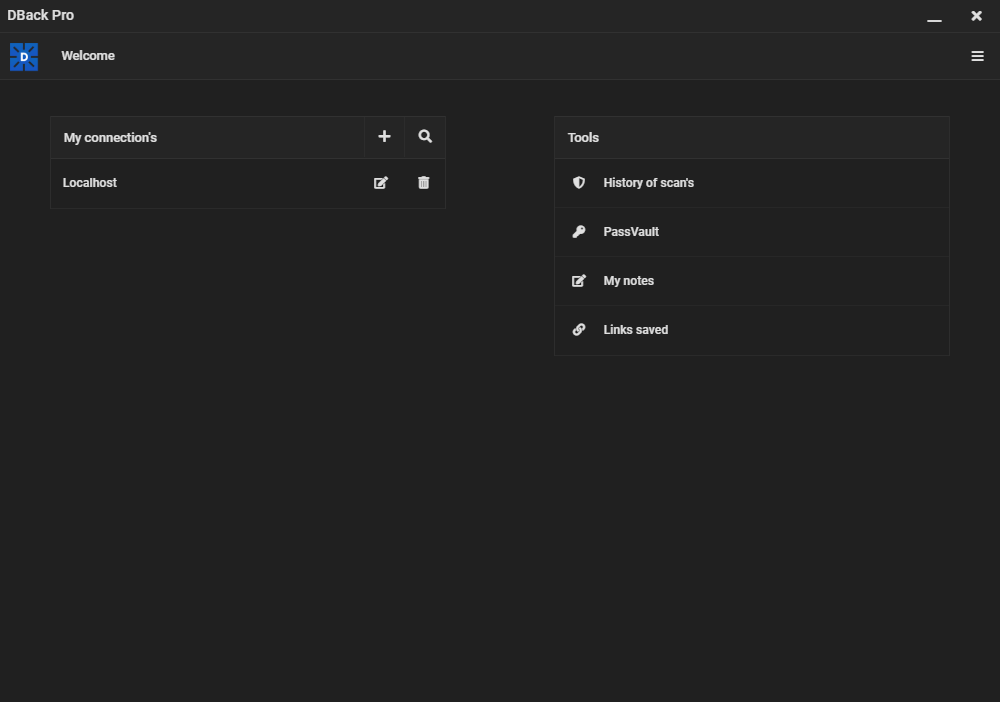 DBack Pro
D
Welcome
My connection's
Localhost
Tools
History of scan's
PassVault
My notes
Links saved